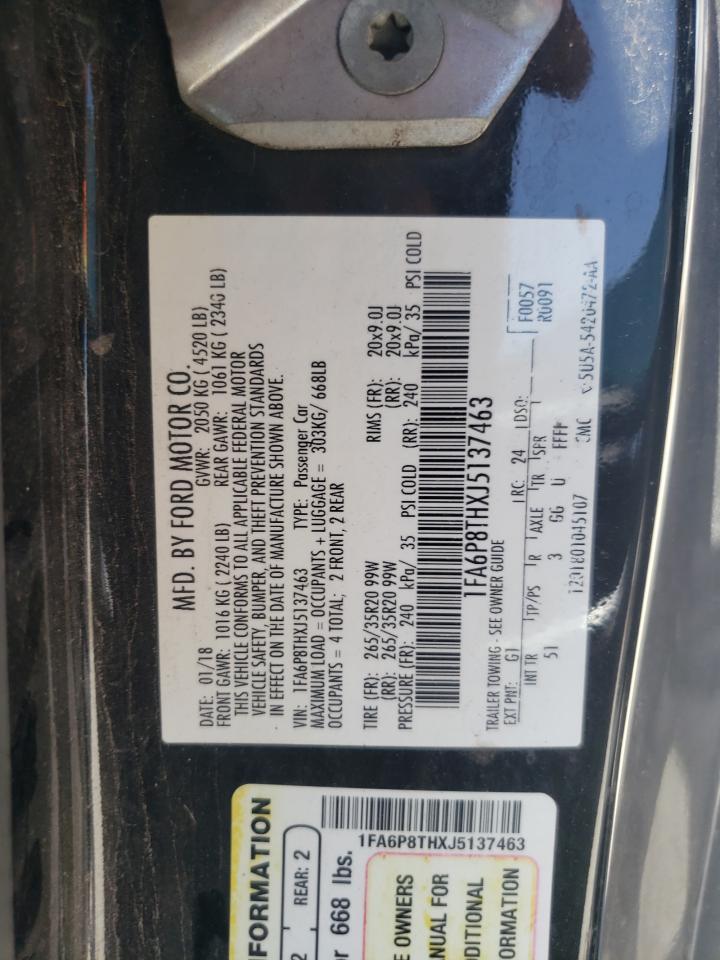 MFD. BY FORD MOTOR CO.
DATE: 01/18 GVWR: 2050 KG ( 4520 LB)
FRONT GAWR: 1016 KG (2240 LB) REAR GAWR: 1061 KG ( 2340 LB)
THIS VEHICLE CONFORMS TO ALL APPLICABLE FEDERAL MOTOR
VEHICLE SAFETY, BUMPER, AND THEFT PREVENTION STANDARDS
IN EFFECT ON THE DATE OF MANUFACTURE SHOWN ABOVE.
VIN: 1FA6P8THXJ5137463 TYPE: Passenger Car
MAXIMUM LOAD = OCCUPANTS + LUGGAGE = 303KG/ 668LB
OCCUPANTS = 4 TOTAL; 2 FRONT, 2 REAR
TIRE (FR): 265/35R20 99W RIMS (FR): 20x9.0J
(RR): 265/35R20 99W (RR): 20x9.0J
PRESSURE (FR): 240 kPa/ 35 PSI COLD (RR): 240 kPa/ 35 PSI COLD
1FA6P8THXJ5137463
TRAILER TOWING - SEE OWNER GUIDE
EXT PNT: G1 RC: 24 DSO: F0057
INT TR TP/PS R AXLE TR SPR R0091
51 3 GG U FFFF
1201801045107
FORMATION
2 REAR: 2
or 668 lbs.
1FA6P8THXJ5137463
E OWNERS
NUAL FOR
DDITIONAL
ORMATION